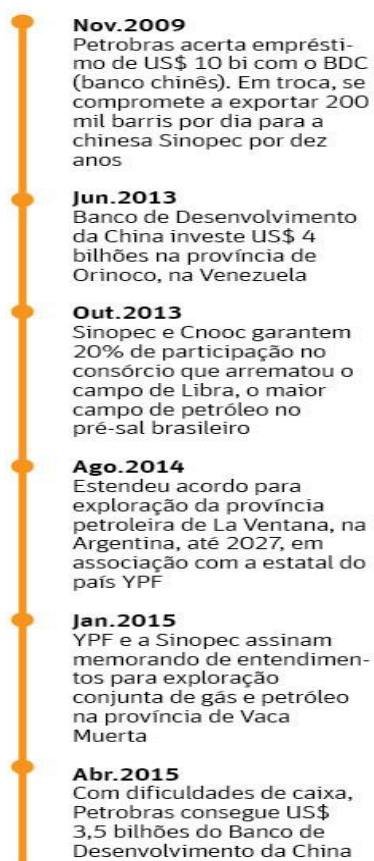 Nov.2009
Petrobras acerta emprésti-
mo de US$ 10 bi com o BDC
(banco chinês). Em troca, se
compromete a exportar 200
mil barris por dia para a
chinesa Sinopec por dez
anos
Jun.2013
Banco de Desenvolvimento
da China investe US$ 4
bilhões na província de
Orinoco, na Venezuela
Out.2013
Sinopec e Cnooc garantem
20% de participação no
consórcio que arrematou o
campo de Libra, o maior
campo de petróleo no
pré-sal brasileiro
Ago.2014
Estendeu acordo para
exploração da província
petroleira de La Ventana, na
Argentina, até 2027, em
associação com a estatal do
país YPF
Jan.2015
YPF e a Sinopec assinam
memorando de entendimen-
tos para exploração
conjunta de gás e petróleo
na província de Vaca
Muerta
Abr.2015
Com dificuldades de caixa,
Petrobras consegue US$
3,5 bilhões do Banco de
Desenvolvimento da China